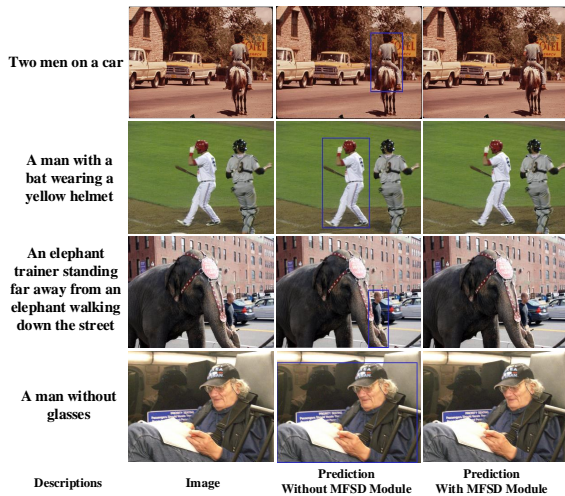 Two men on a car
A man with a
bat wearing a
yellow helmet
An elephant
trainer standing
far away from an
elephant walking
down the street
A man without
glasses
Descriptions
Image
Prediction
Without MFSD Module
Prediction
With MFSD Module